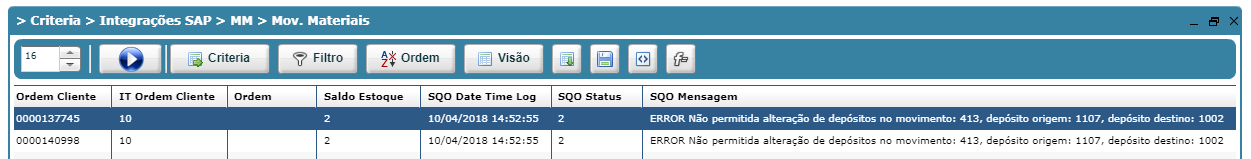 > Criteria > Integrações SAP > MM > Mov. Materiais
16 Criteria Filtro Ordem Visão
Ordem Cliente IT Ordem Cliente Ordem Saldo Estoque SQO Date Time Log SQO Status SQO Mensagem
0000137745 10 2 10/04/2018 14:52:55 2 ERROR Não permitida alteração de depósitos no movimento: 413, depósito origem: 1107, depósito destino: 1002
0000140998 10 2 10/04/2018 14:52:55 2 ERROR Não permitida alteração de depósitos no movimento: 413, depósito origem: 1107, depósito destino: 1002